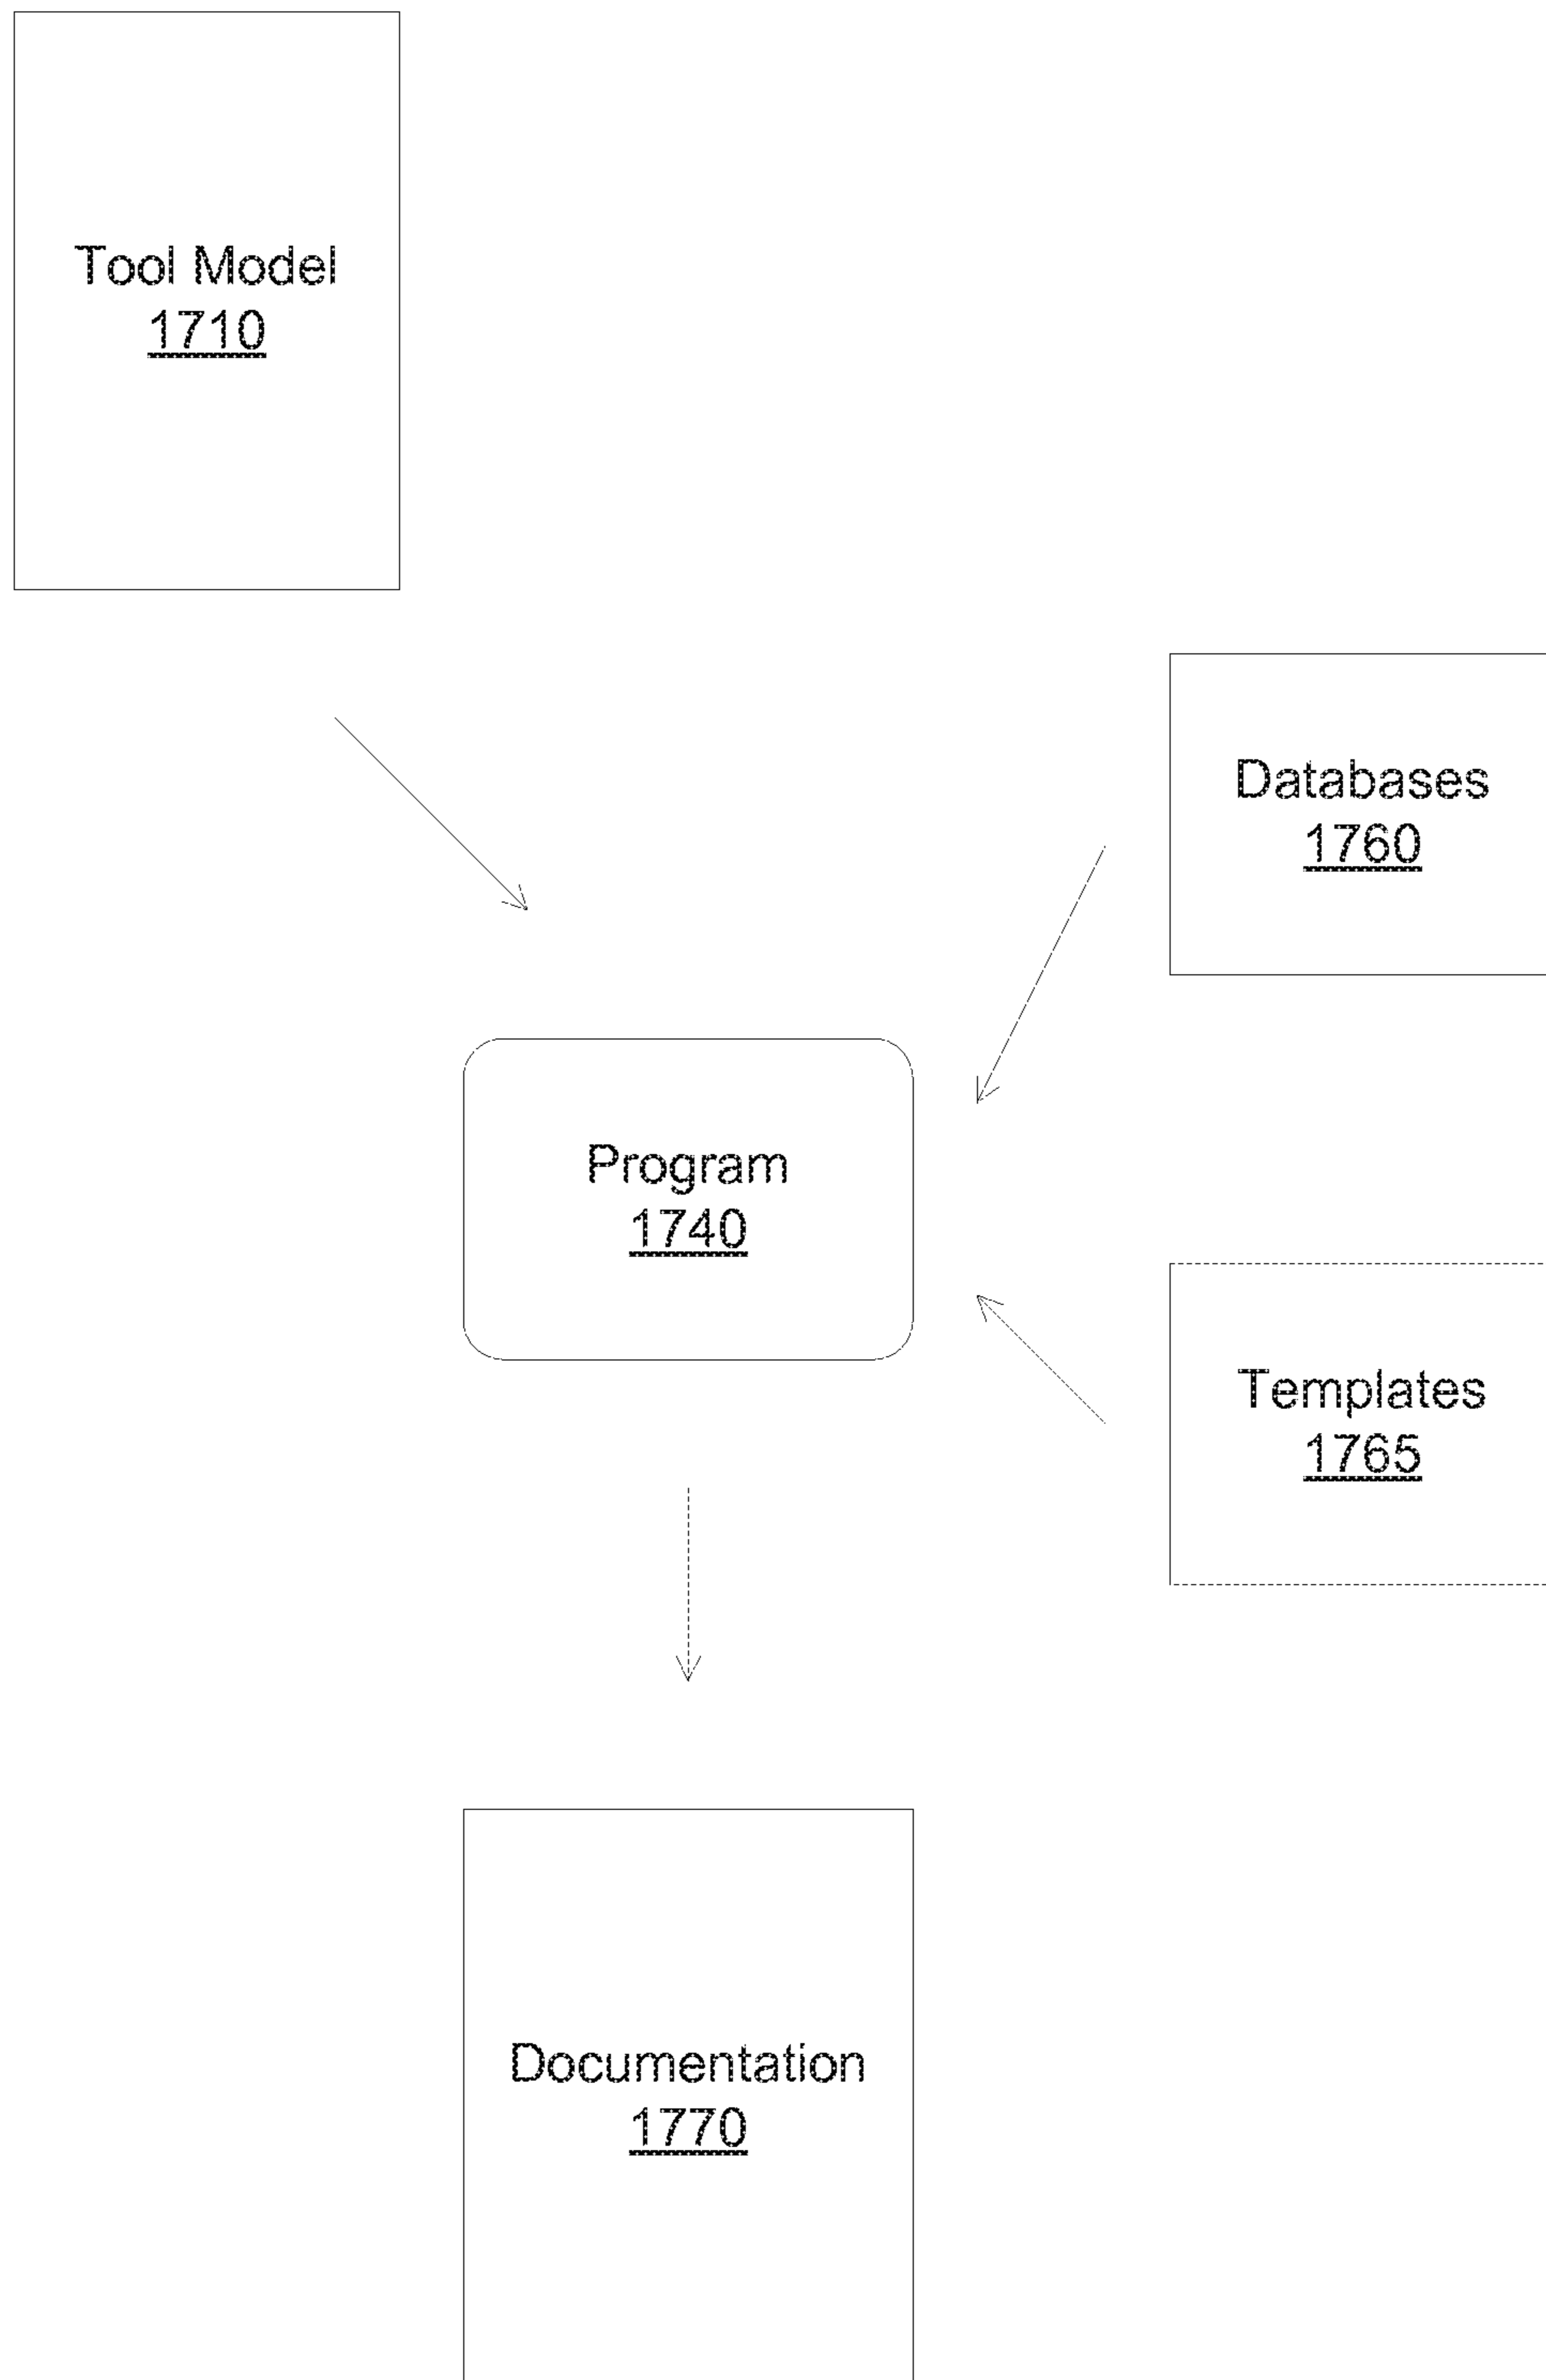 Tool Model
1710
Databases
1760
Program
1740
Templates
1765
Documentation
1770